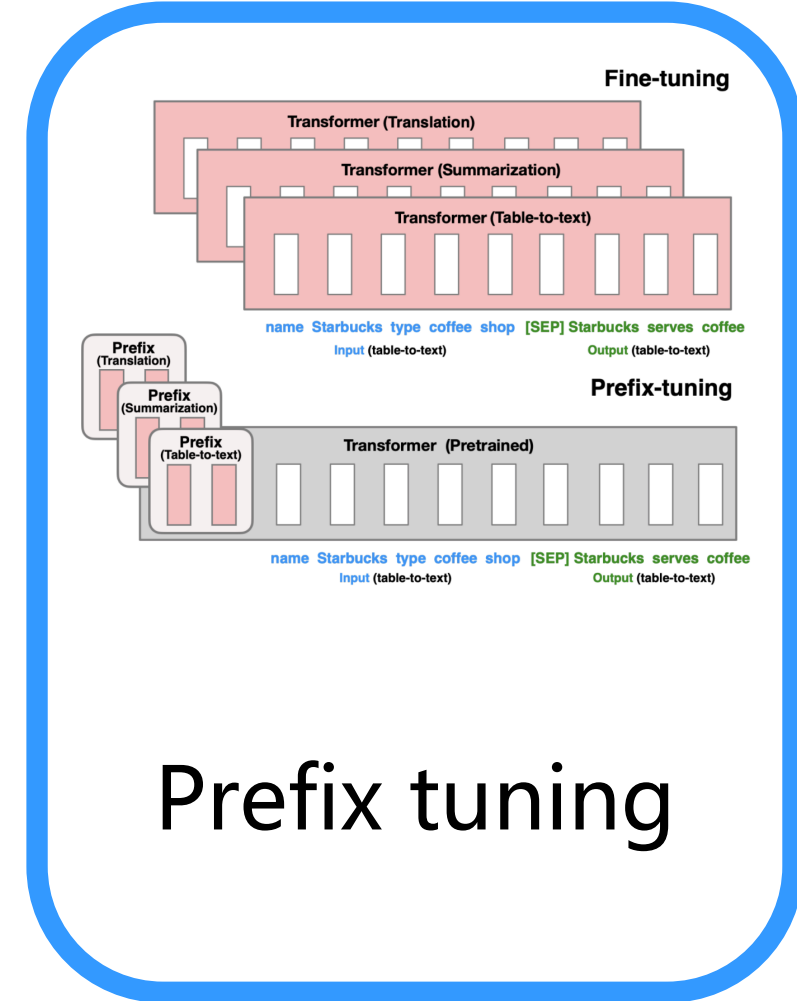 Fine-tuning
Transformer (Translation)
Transformer (Summarization)
Transformer (Table-to-text)
name Starbucks type coffee shop [SEP] Starbucks serves coffee
Input (table-to-text) Output (table-to-text)
Prefix
(Translation)
Prefix-tuning
Prefix
(Summarization)
Prefix
(Table-to-text)
Transformer (Pretrained)
name Starbucks type coffee shop [SEP] Starbucks serves coffee
Input (table-to-text) Output (table-to-text)
Prefix tuning